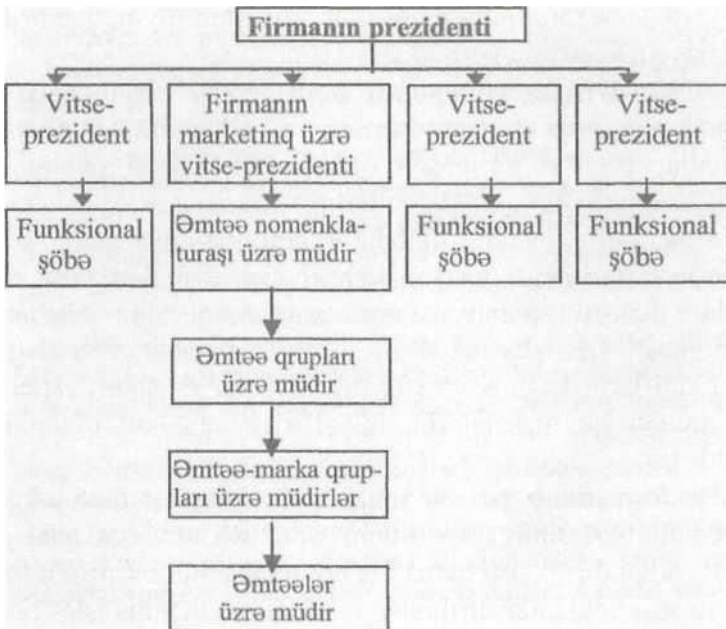 Firmanın prezidenti
Vitse-
prezident
Firmanın
marketinq üzrə
vitse-prezidenti
Vitse-
prezident
Vitse-
prezident
Funksional
şöbə
Əmtəə nomenkla-
turaşı üzrə müdir
Funksional
şöbə
Funksional
şöbə
Əmtəə qrupları
üzrə müdir
Əmtəə-marka qrup-
ları üzrə müdirlər
Əmtəələr
üzrə müdir